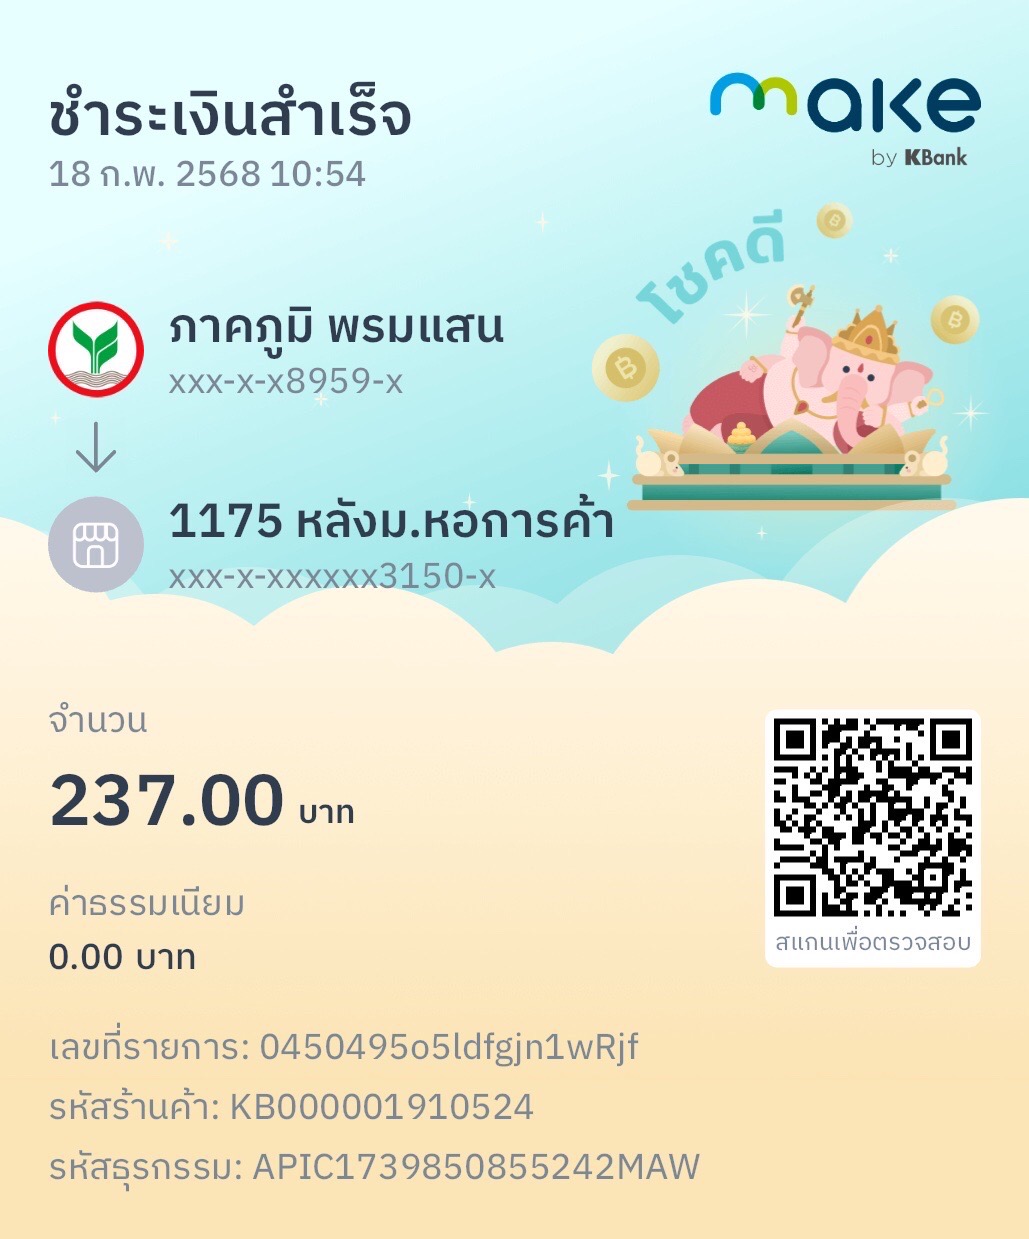 ชำระเงินสำเร็จ
18 ก.พ. 2568 10:54
make
by KBank
โชคดี
ภาคภูมิ พรมแสน
xxx-x-x8959-x
1175 หลังม.หอการค้า
xxx-x-xxxxxx3150-x
จำนวน
237.00 บาท
ค่าธรรมเนียม
0.00 บาท
สแกนเพื่อตรวจสอบ
เลขที่รายการ: 0450495o5ldfgjn1wRjf
รหัสร้านค้า: KB000001910524
รหัสธุรกรรม: APIC1739850855242MAW